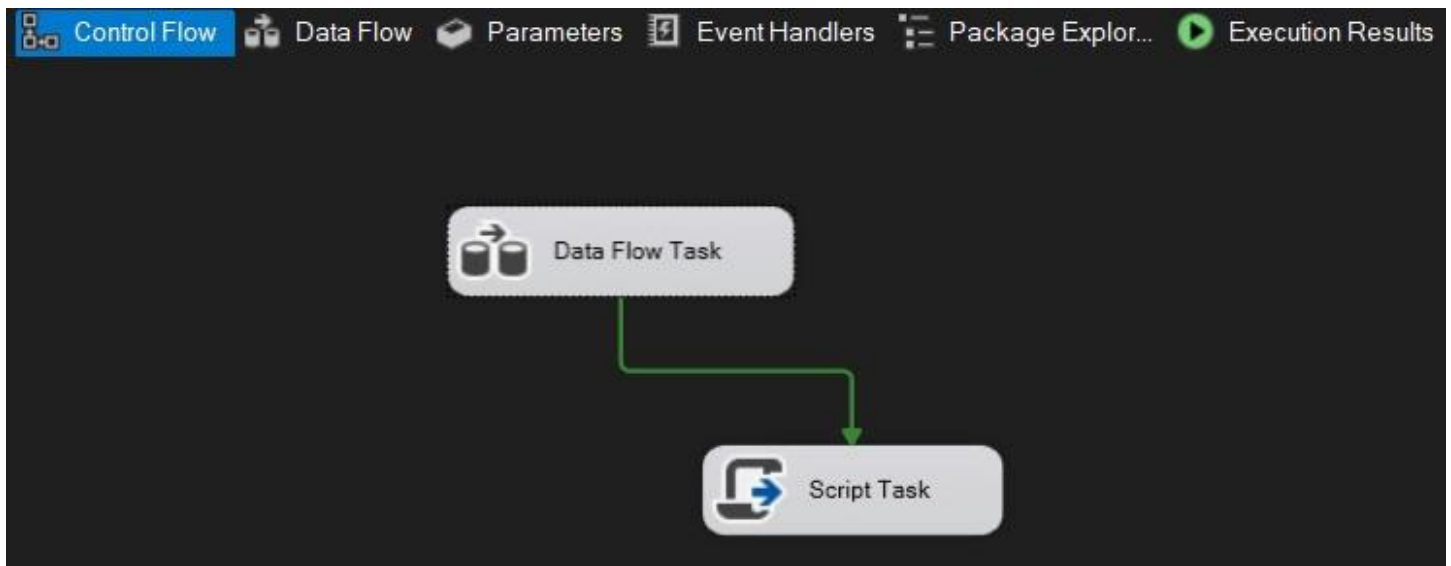 Control Flow Data Flow Parameters Event Handlers Package Explor... Execution Results
Data Flow Task
Script Task